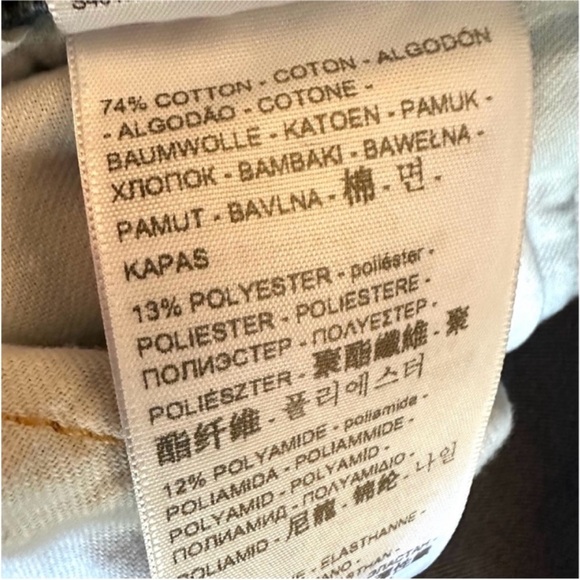 74% COTTON - COTON - ALGODÓN
- ALGODÃO - COTONE -
BAUMWOLLE - KATOEN - PAMUK -
ХЛОПОК - BAMBAKI - BAWEŁNA -
PAMUT - BAVLNA - 棉 - 면 -
KAPAS
13% POLYESTER - poliéster -
POLIESTER - POLIESTERE -
ПОЛИЭСТЕР - ΠΟΛΥΕΣΤΕΡ -
POLIÉSZTER - 聚酯纖維 - 聚
酯纤维 - 폴리에스터
12% POLYAMIDE - poliamida -
POLIAMIDA - POLIAMMIDE -
POLYAMID - POLYAMID -
ПОЛИАМИД - ΠΟΛΥΑΜΙΔΙΟ -
POLIAMID - 尼龍 - 锦纶 - 나일
- ELASTHANNE -